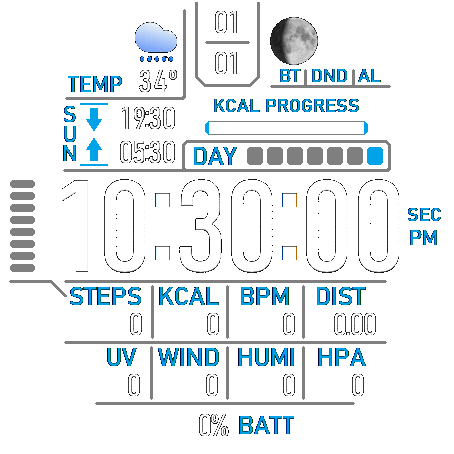 01
01
TEMP 34°
BT DND AL
KCAL PROGRESS
SUN
19:30
05:30
DAY
10:30:00
SEC
PM
STEPS KCAL BPM DIST
0 0 0 0.00
UV WIND HUMI HPA
0 0 0 0
0% BATT